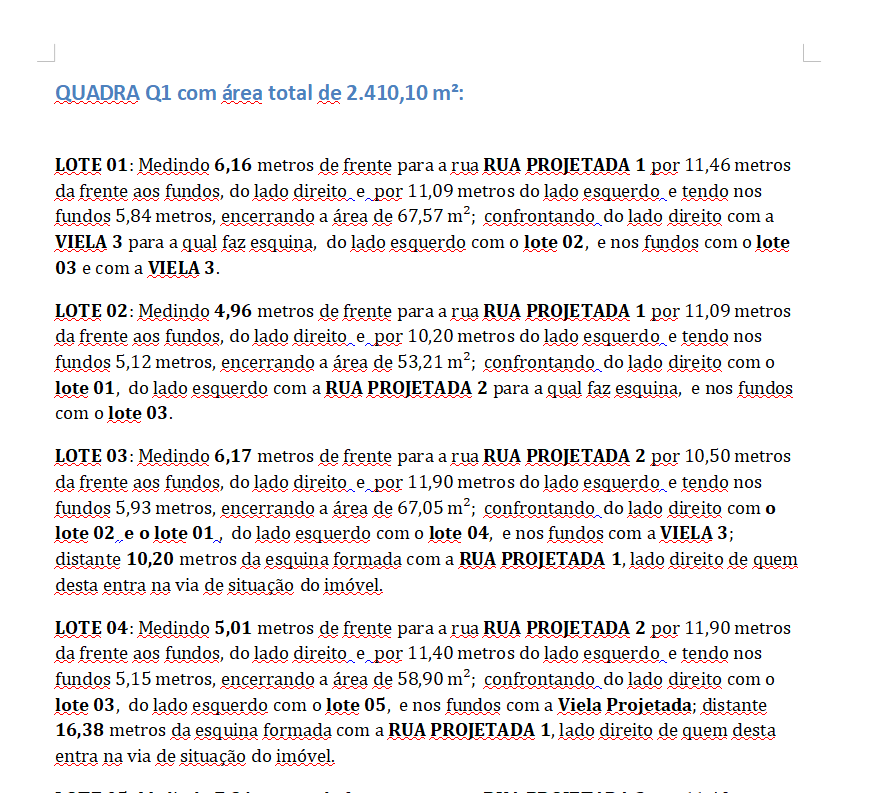 QUADRA Q1 com área total de 2.410,10 m²:
LOTE 01: Medindo 6,16 metros de frente para a rua RUA PROJETADA 1 por 11,46 metros
da frente aos fundos, do lado direito e por 11,09 metros do lado esquerdo e tendo nos
fundos 5,84 metros, encerrando a área de 67,57 m²; confrontando do lado direito com a
VIELA 3 para a qual faz esquina, do lado esquerdo com o lote 02, e nos fundos com o lote
03 e com a VIELA 3.
LOTE 02: Medindo 4,96 metros de frente para a rua RUA PROJETADA 1 por 11,09 metros
da frente aos fundos, do lado direito e por 10,20 metros do lado esquerdo e tendo nos
fundos 5,12 metros, encerrando a área de 53,21 m²; confrontando do lado direito com o
lote 01, do lado esquerdo com a RUA PROJETADA 2 para a qual faz esquina, e nos fundos
com o lote 03.
LOTE 03: Medindo 6,17 metros de frente para a rua RUA PROJETADA 2 por 10,50 metros
da frente aos fundos, do lado direito e por 11,90 metros do lado esquerdo e tendo nos
fundos 5,93 metros, encerrando a área de 67,05 m²; confrontando do lado direito com o
lote 02 e o lote 01 , do lado esquerdo com o lote 04, e nos fundos com a VIELA 3;
distante 10,20 metros da esquina formada com a RUA PROJETADA 1, lado direito de quem
desta entra na via de situação do imóvel.
LOTE 04: Medindo 5,01 metros de frente para a rua RUA PROJETADA 2 por 11,90 metros
da frente aos fundos, do lado direito e por 11,40 metros do lado esquerdo e tendo nos
fundos 5,15 metros, encerrando a área de 58,90 m²; confrontando do lado direito com o
lote 03, do lado esquerdo com o lote 05, e nos fundos com a Viela Projetada; distante
16,38 metros da esquina formada com a RUA PROJETADA 1, lado direito de quem desta
entra na via de situação do imóvel.